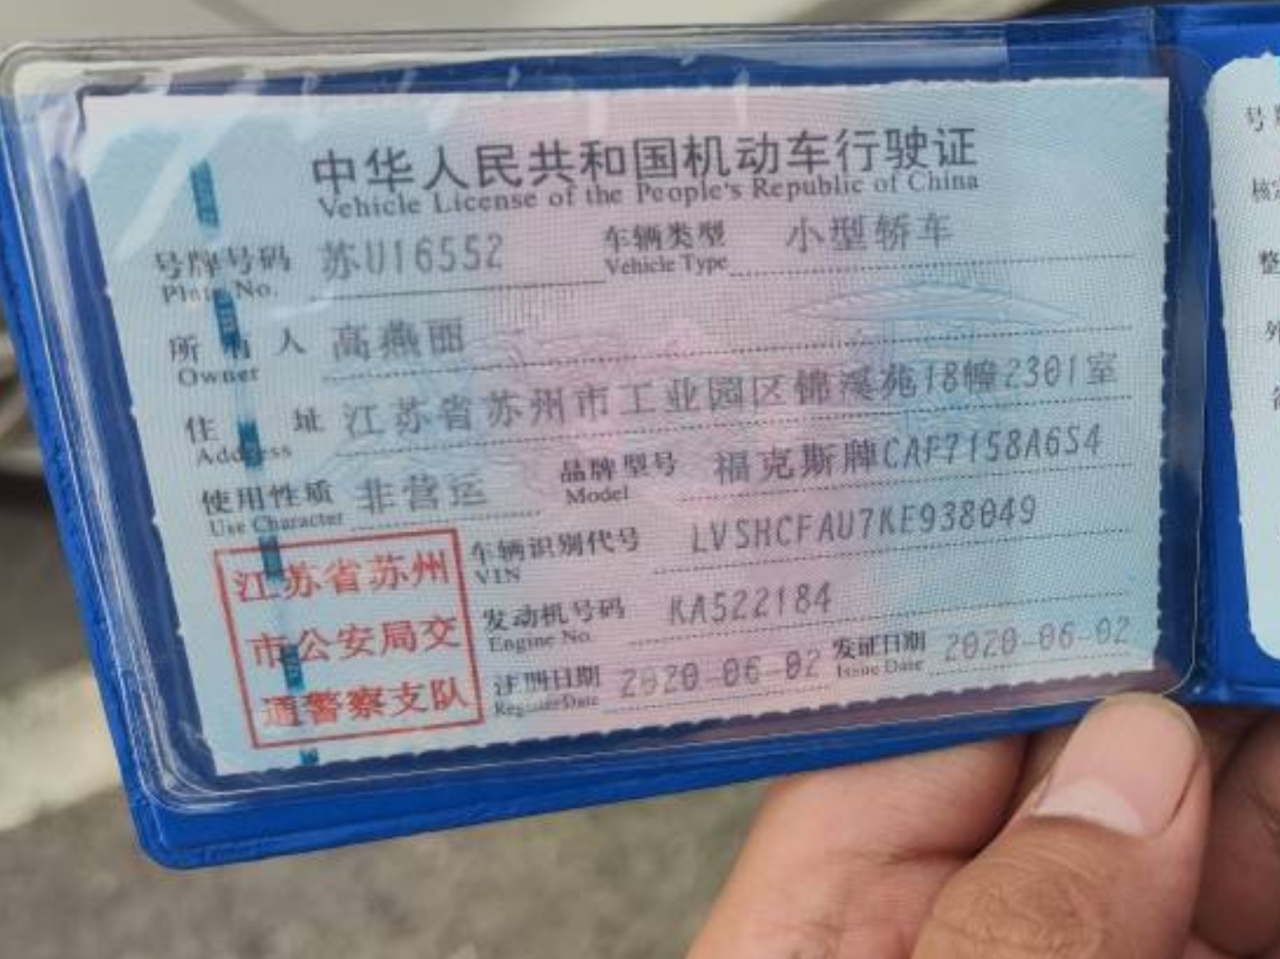 中华人民共和国机动车行驶证
Vehicle License of the People's Republic of China
号牌号码 苏U16552 车辆类型 小型轿车
Plate No. Vehicle Type
所有人 高燕丽
Owner
住址 江苏省苏州市工业园区锦溪苑18幢2301室
Address
使用性质 非营运 品牌型号 福克斯牌CAF7158A6S4
Use Character Model
车辆识别代号 LVSHCFAU7KE938049
VIN
发动机号码 KA522184
Engine No.
注册日期 2020-06-02 发证日期 2020-06-02
Register Date Issue Date
江苏省苏州
市公安局交
通警察支队
号
核
整